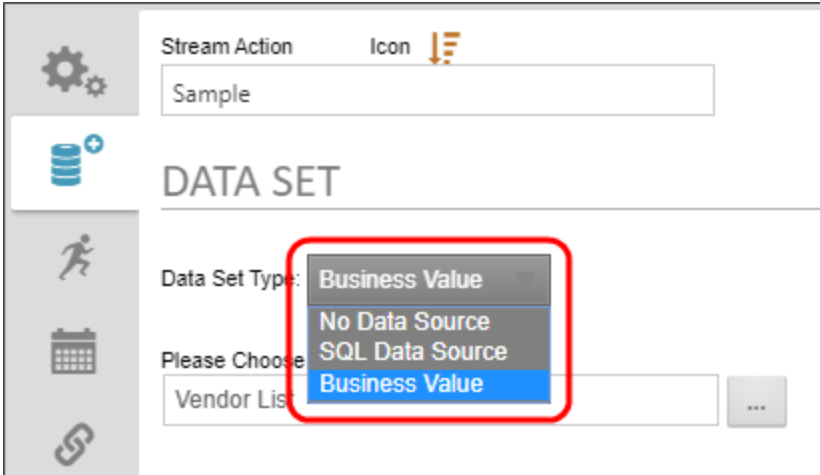 Stream Action Icon
Sample
DATA SET
Data Set Type: Business Value
No Data Source
SQL Data Source
Please Choose
Business Value
Vendor List
...